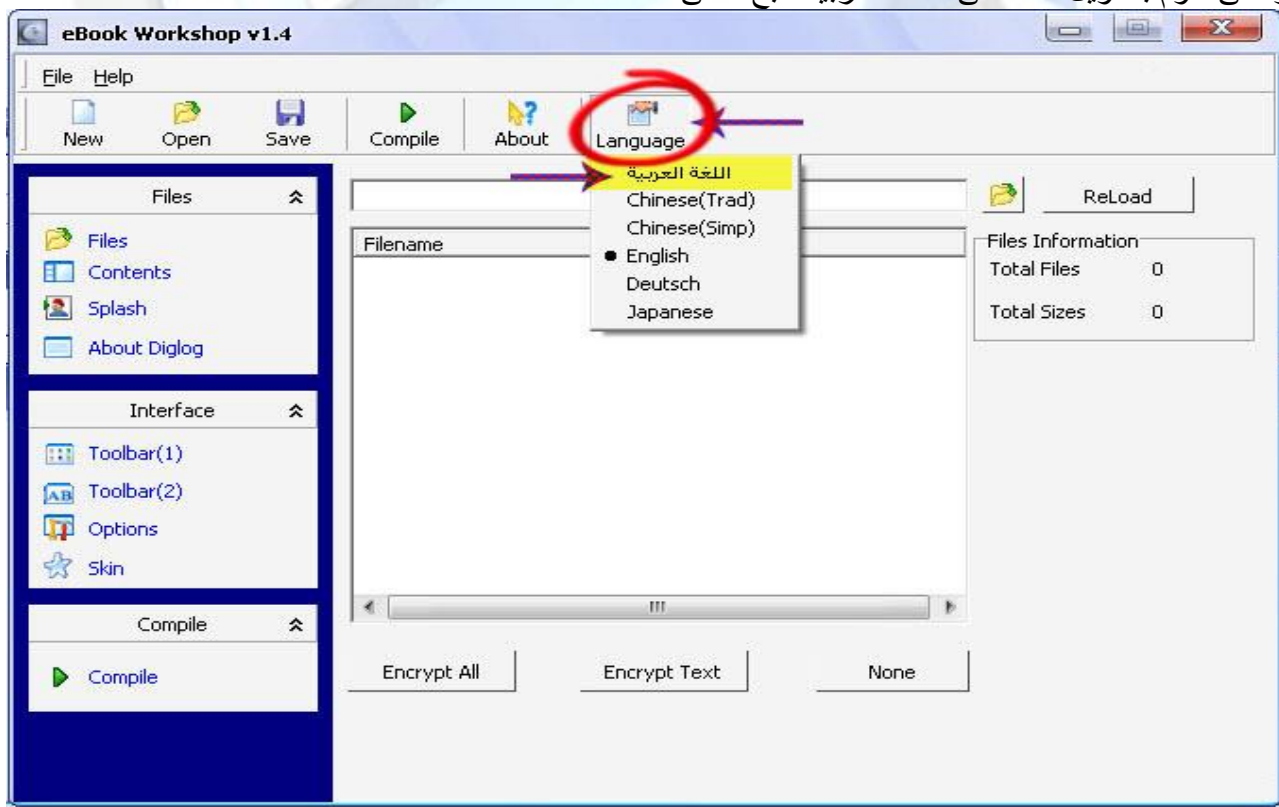 eBook Workshop v1.4
File Help
New Open Save Compile About Language
اللغة العربية
Chinese(Trad)
Chinese(Simp)
English
Deutsch
Japanese
Files
Files
Contents
Splash
About Diglog
Interface
Toolbar(1)
Toolbar(2)
Options
Skin
Compile
Compile
Filename
ReLoad
Files Information
Total Files 0
Total Sizes 0
Encrypt All Encrypt Text None